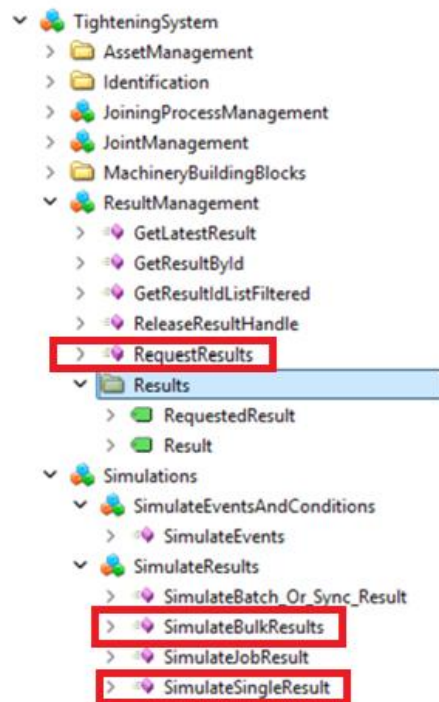 TighteningSystem
AssetManagement
Identification
JoiningProcessManagement
JointManagement
MachineryBuildingBlocks
ResultManagement
GetLatestResult
GetResultById
GetResultIdListFiltered
ReleaseResultHandle
RequestResults
Results
RequestedResult
Result
Simulations
SimulateEventsAndConditions
SimulateEvents
SimulateResults
SimulateBatch_Or_Sync_Result
SimulateBulkResults
SimulateJobResult
SimulateSingleResult